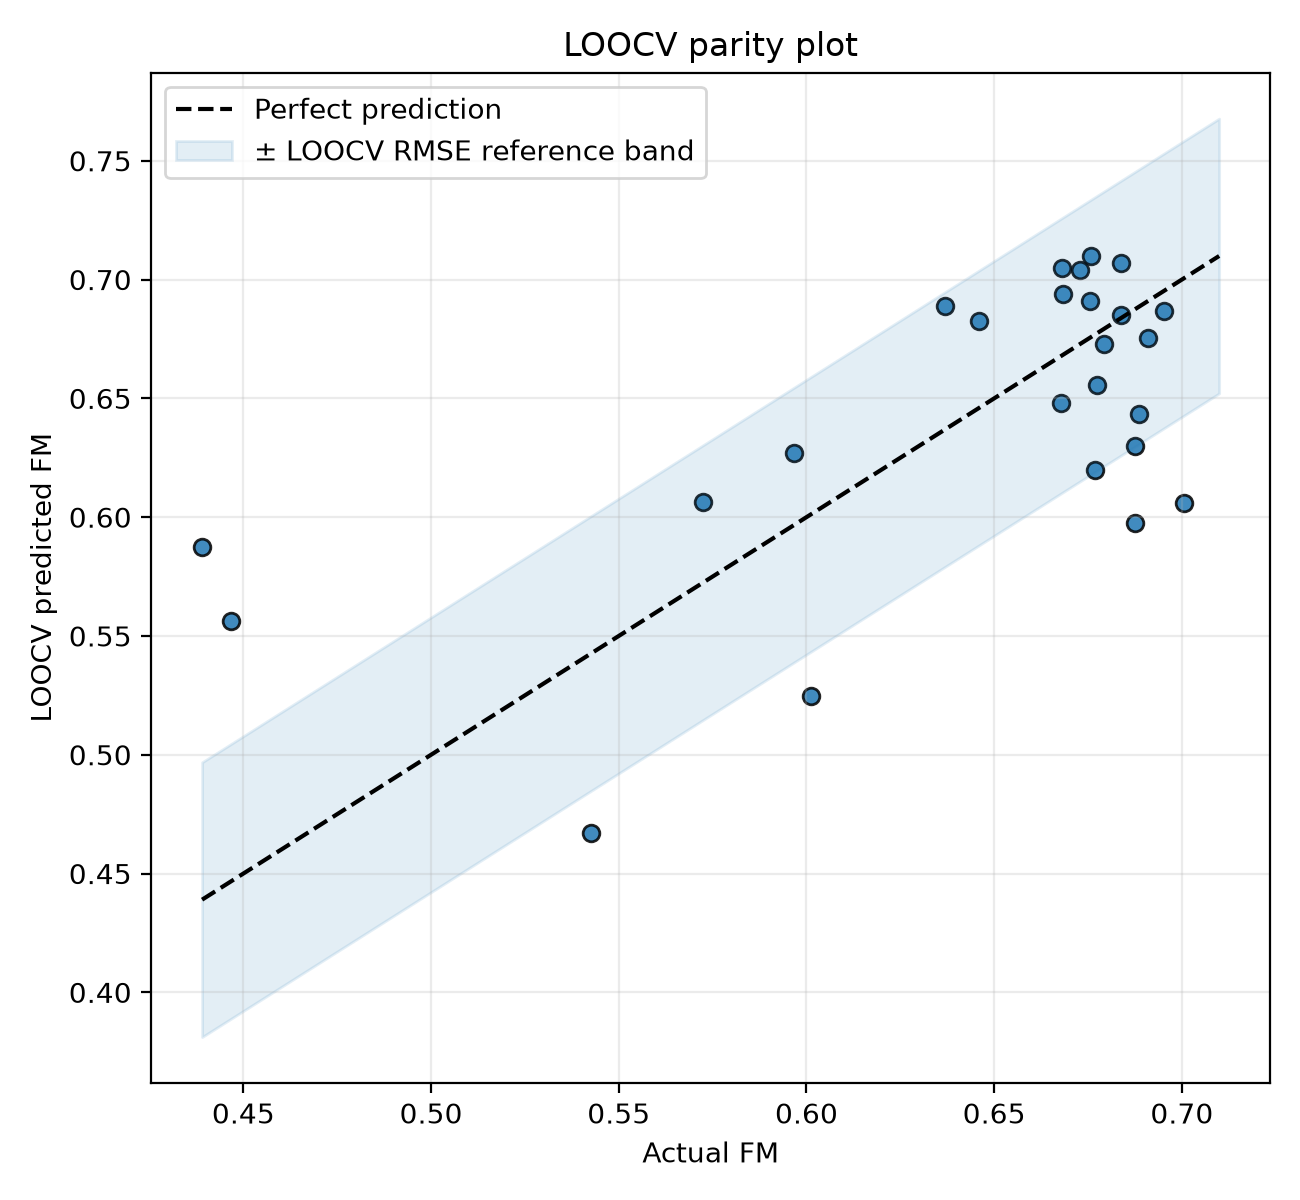 LOOCV parity plot
Perfect prediction
± LOOCV RMSE reference band
0.75
0.70
0.65
0.60
0.55
0.50
0.45
0.40
LOOCV predicted FM
0.45 0.50 0.55 0.60 0.65 0.70
Actual FM